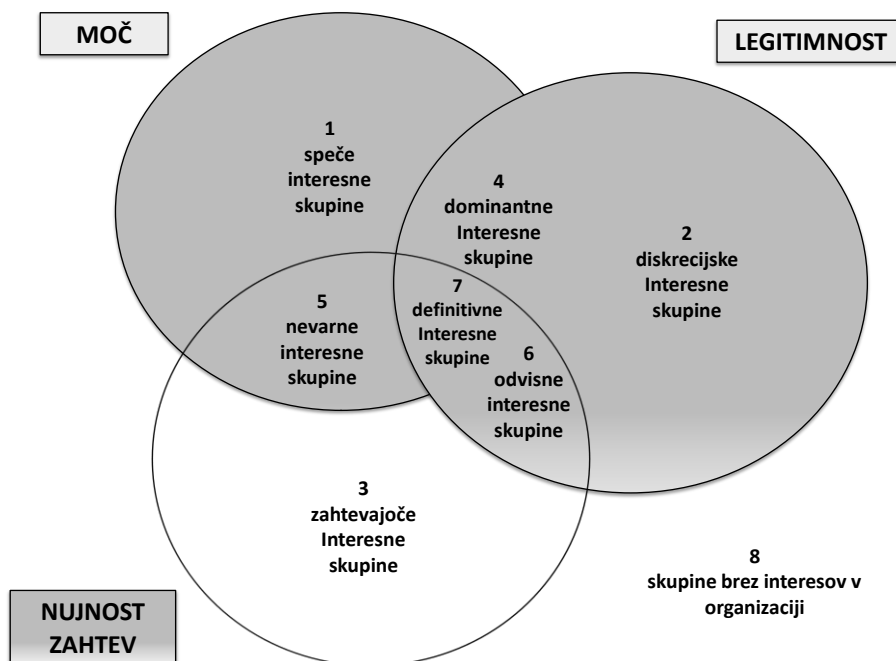 MOČ
LEGITIMNOST
1
speče
interesne
skupine
4
dominantne
Interesne
skupine
2
diskrecijske
Interesne
skupine
5
nevarne
interesne
skupine
7
definitivne
Interesne
skupine
6
odvisne
interesne
skupine
3
zahtevajoče
Interesne
skupine
8
skupine brez interesov v
organizaciji
NUJNOST
ZAHTEV